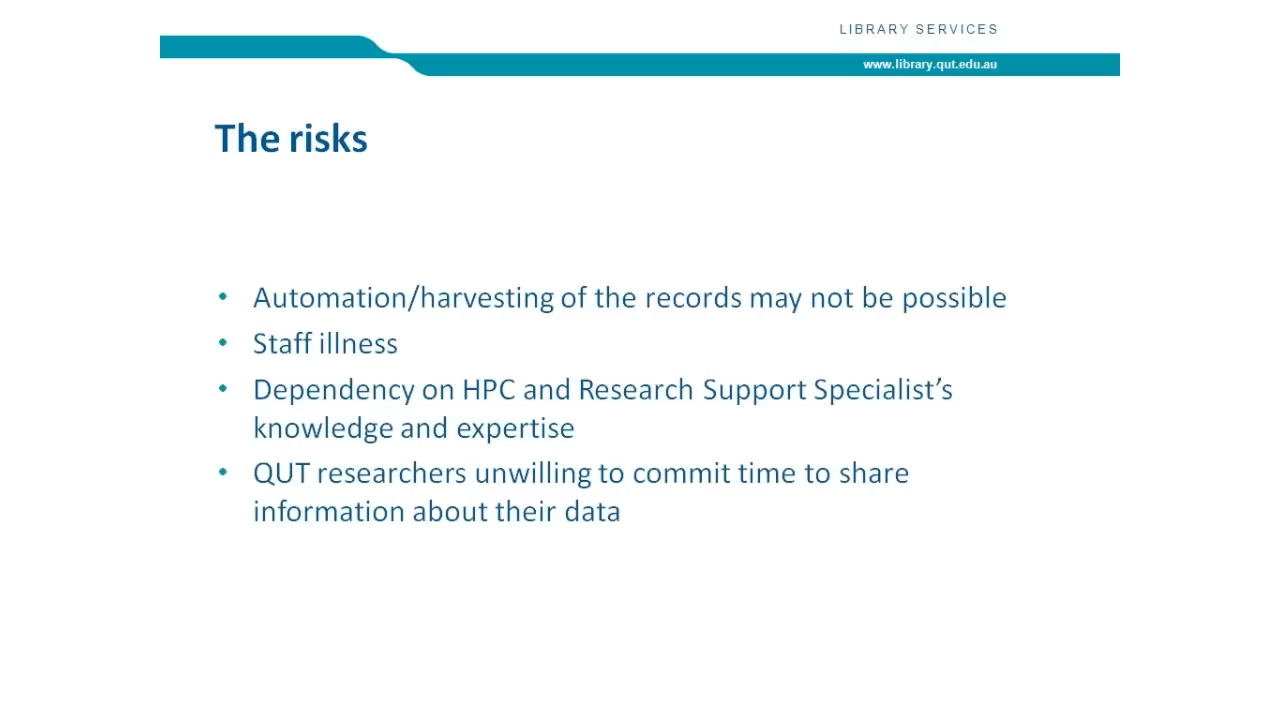 LIBRARY SERVICES
www.library.qut.edu.au
The risks
• Automation/harvesting of the records may not be possible
• Staff illness
• Dependency on HPC and Research Support Specialist’s
knowledge and expertise
• QUT researchers unwilling to commit time to share
information about their data